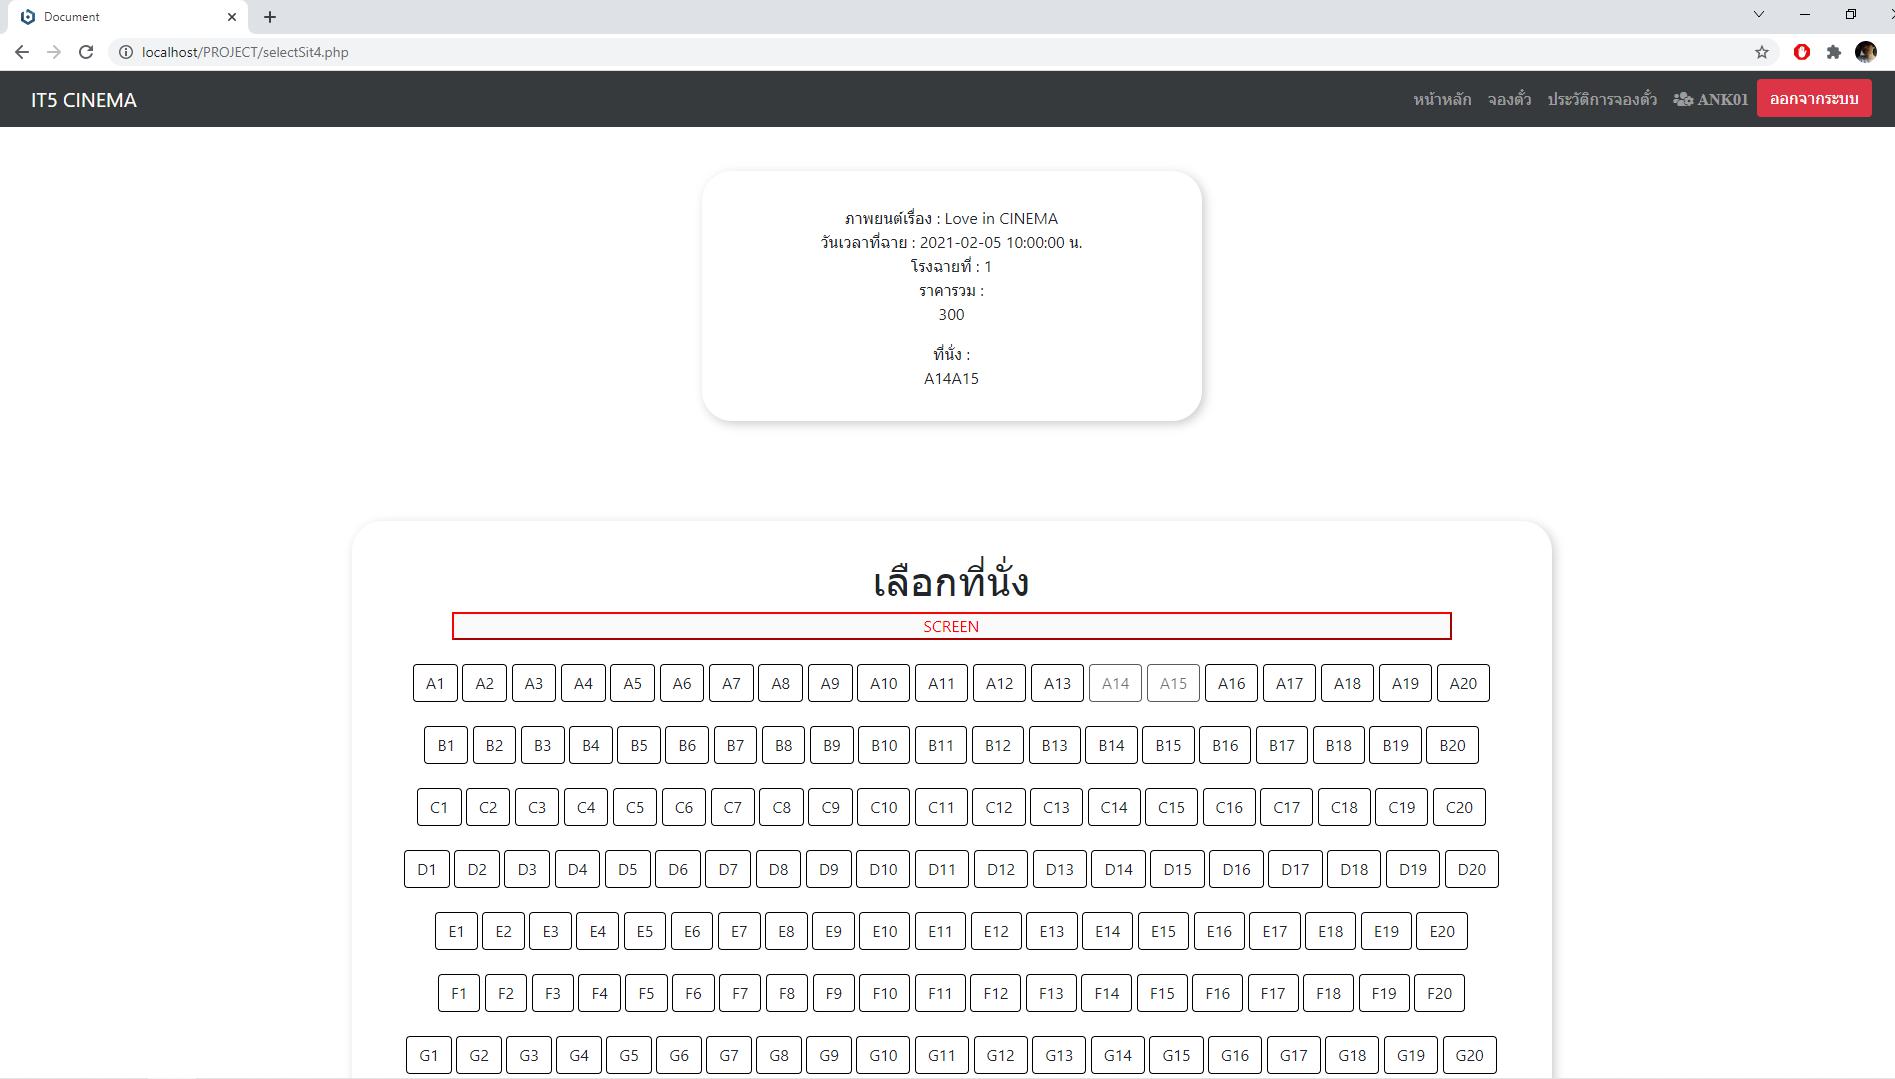 Document
localhost/PROJECT/selectSit4.php
IT5 CINEMA หน้าหลัก จองตั๋ว ประวัติการจองตั๋ว ANK01 ออกจากระบบ
ภาพยนต์เรื่อง : Love in CINEMA
วันเวลาที่ฉาย : 2021-02-05 10:00:00 น.
โรงฉายที่ : 1
ราคารวม :
300
ที่นั่ง :
A14A15
เลือกที่นั่ง
SCREEN
A1 A2 A3 A4 A5 A6 A7 A8 A9 A10 A11 A12 A13 A14 A15 A16 A17 A18 A19 A20
B1 B2 B3 B4 B5 B6 B7 B8 B9 B10 B11 B12 B13 B14 B15 B16 B17 B18 B19 B20
C1 C2 C3 C4 C5 C6 C7 C8 C9 C10 C11 C12 C13 C14 C15 C16 C17 C18 C19 C20
D1 D2 D3 D4 D5 D6 D7 D8 D9 D10 D11 D12 D13 D14 D15 D16 D17 D18 D19 D20
E1 E2 E3 E4 E5 E6 E7 E8 E9 E10 E11 E12 E13 E14 E15 E16 E17 E18 E19 E20
F1 F2 F3 F4 F5 F6 F7 F8 F9 F10 F11 F12 F13 F14 F15 F16 F17 F18 F19 F20
G1 G2 G3 G4 G5 G6 G7 G8 G9 G10 G11 G12 G13 G14 G15 G16 G17 G18 G19 G20